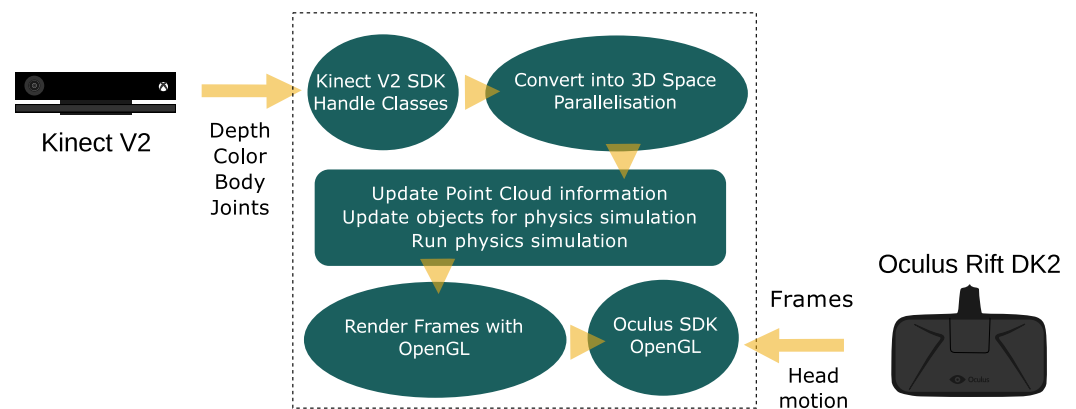 Kinect V2
Depth
Color
Body
Joints
Kinect V2 SDK
Handle Classes
Convert into 3D Space
Parallelisation
Update Point Cloud information
Update objects for physics simulation
Run physics simulation
Render Frames with
OpenGL
Oculus SDK
OpenGL
Oculus Rift DK2
Frames
Head
motion
Oculus